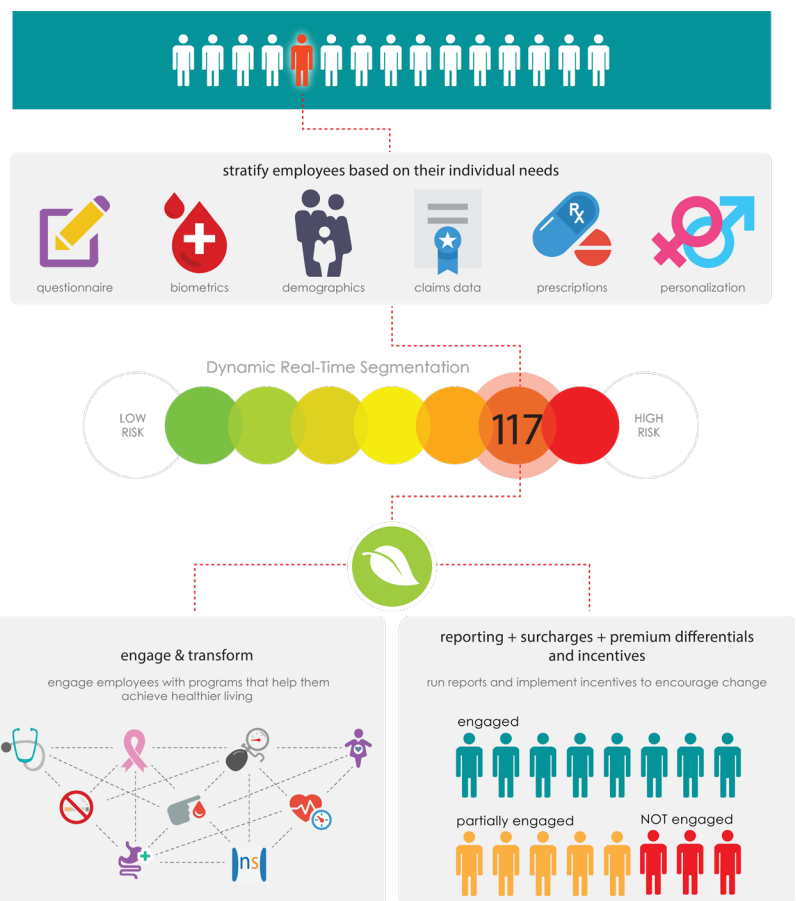 stratify employees based on their individual needs
Rx
questionnaire
biometrics
demographics
claims data
prescriptions
personalization
Dynamic Real-Time Segmentation
LOW
RISK
117
HIGH
RISK
engage & transform
engage employees with programs that help them
achieve healthier living
ns
reporting + surcharges + premium differentials
and incentives
run reports and implement incentives to encourage change
engaged
partially engaged
NOT engaged